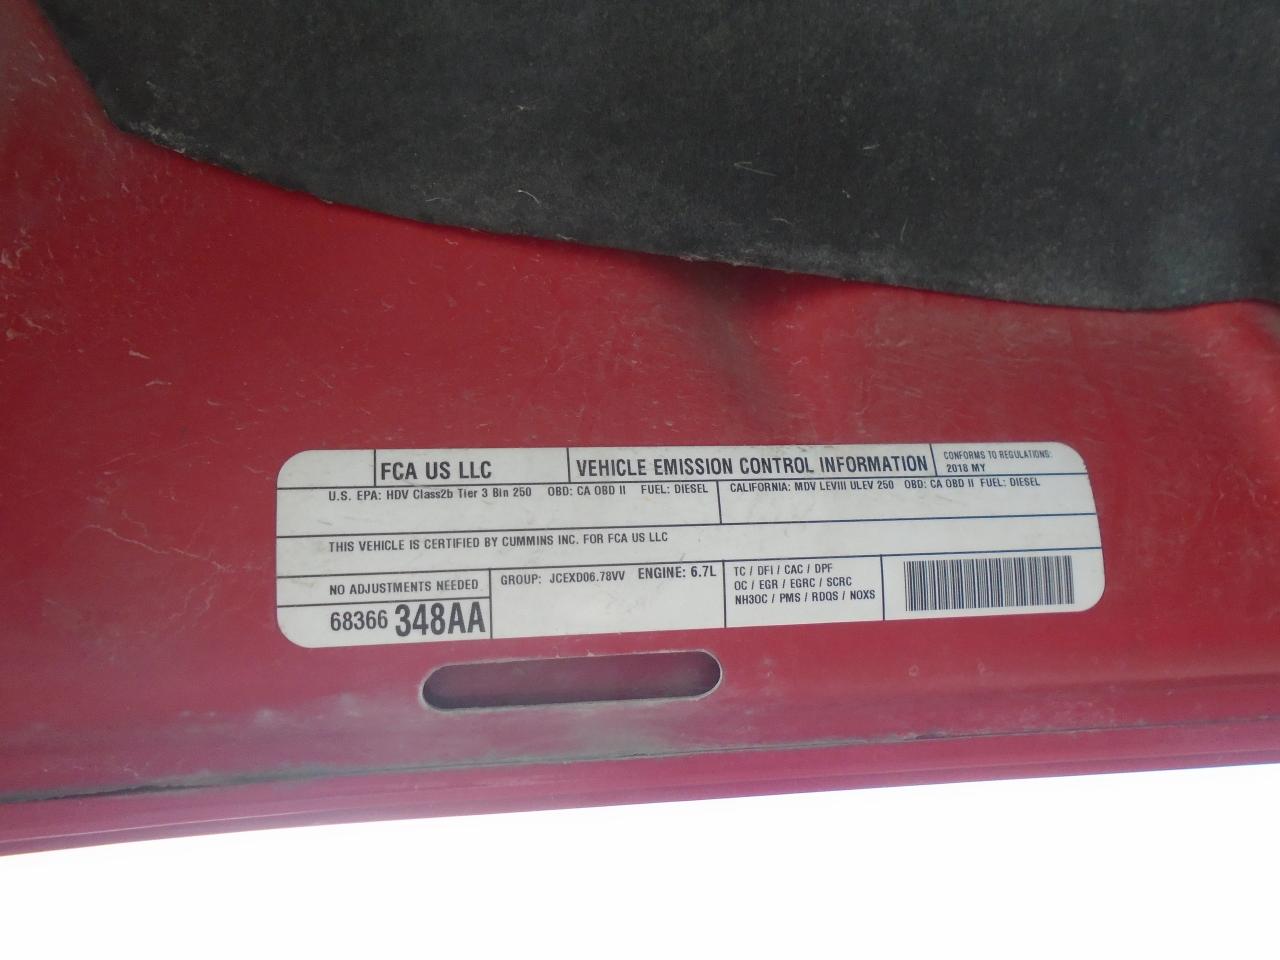 FCA US LLC
VEHICLE EMISSION CONTROL INFORMATION
CONFORMS TO REGULATIONS:
2018 MY
U.S. EPA: HDV Class2b Tier 3 Bin 250 OBD: CA OBD II FUEL: DIESEL
CALIFORNIA: MDV LEVIII ULEV 250 OBD: CA OBD II FUEL: DIESEL
THIS VEHICLE IS CERTIFIED BY CUMMINS INC. FOR FCA US LLC
NO ADJUSTMENTS NEEDED
68366 348AA
GROUP: JCEXD06.78VV ENGINE: 6.7L
TC / DFI / CAC / DPF
OC / EGR / EGRC / SCRC
NH3OC / PMS / RDQS / NOXS